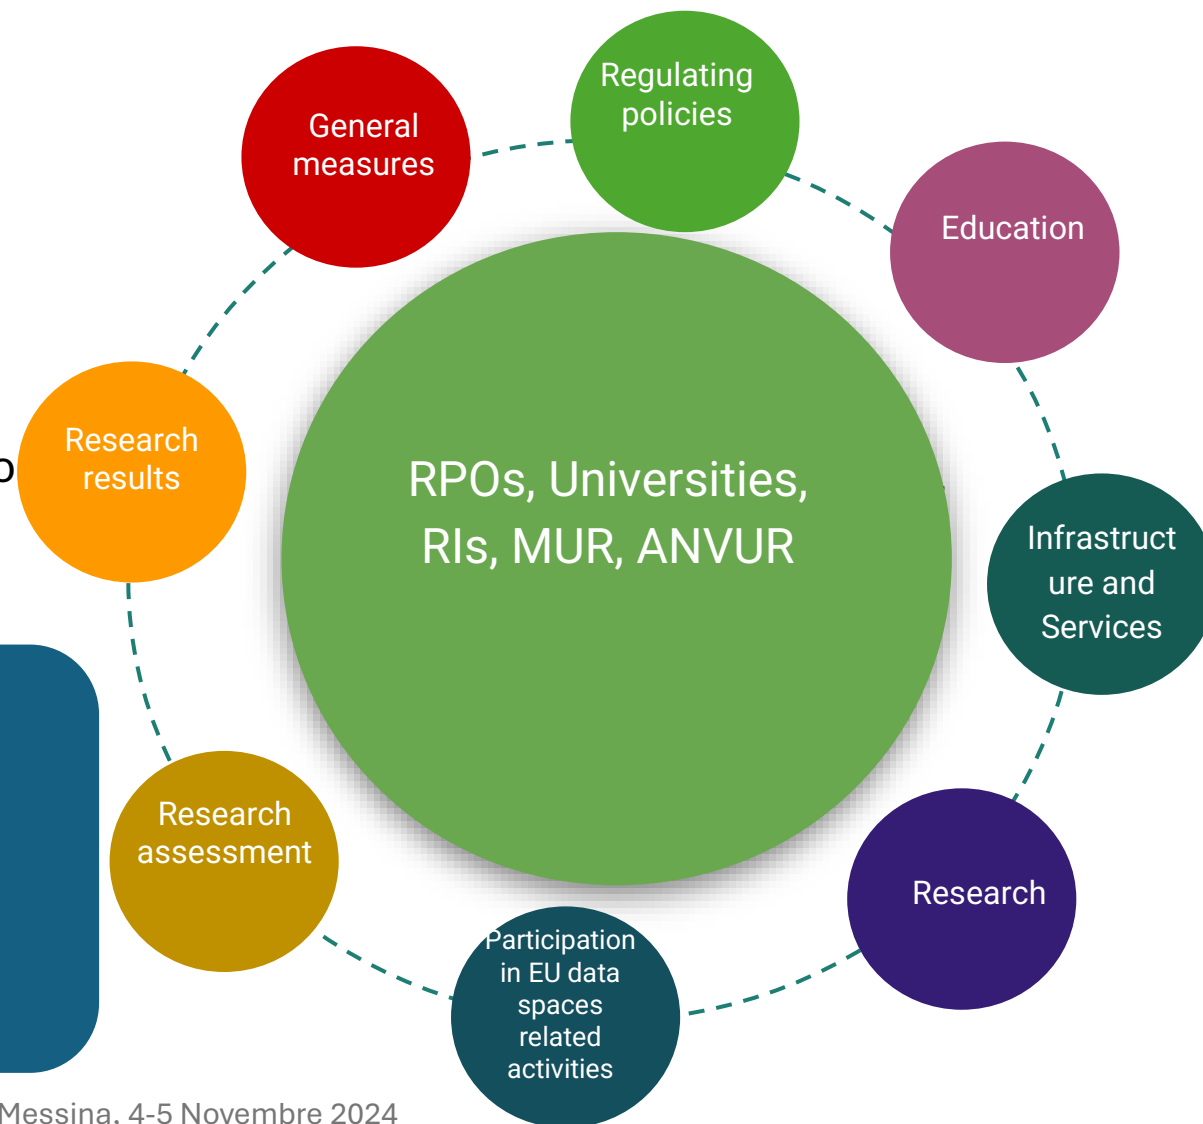 Regulating
policies
General
measures
Education
Research
results
o
RPOs, Universities,
RIs, MUR, ANVUR
Infrastruct
ure and
Services
Research
assessment
Research
Participation
in EU data
spaces
related
activities
Messina, 4-5 Novembre 2024